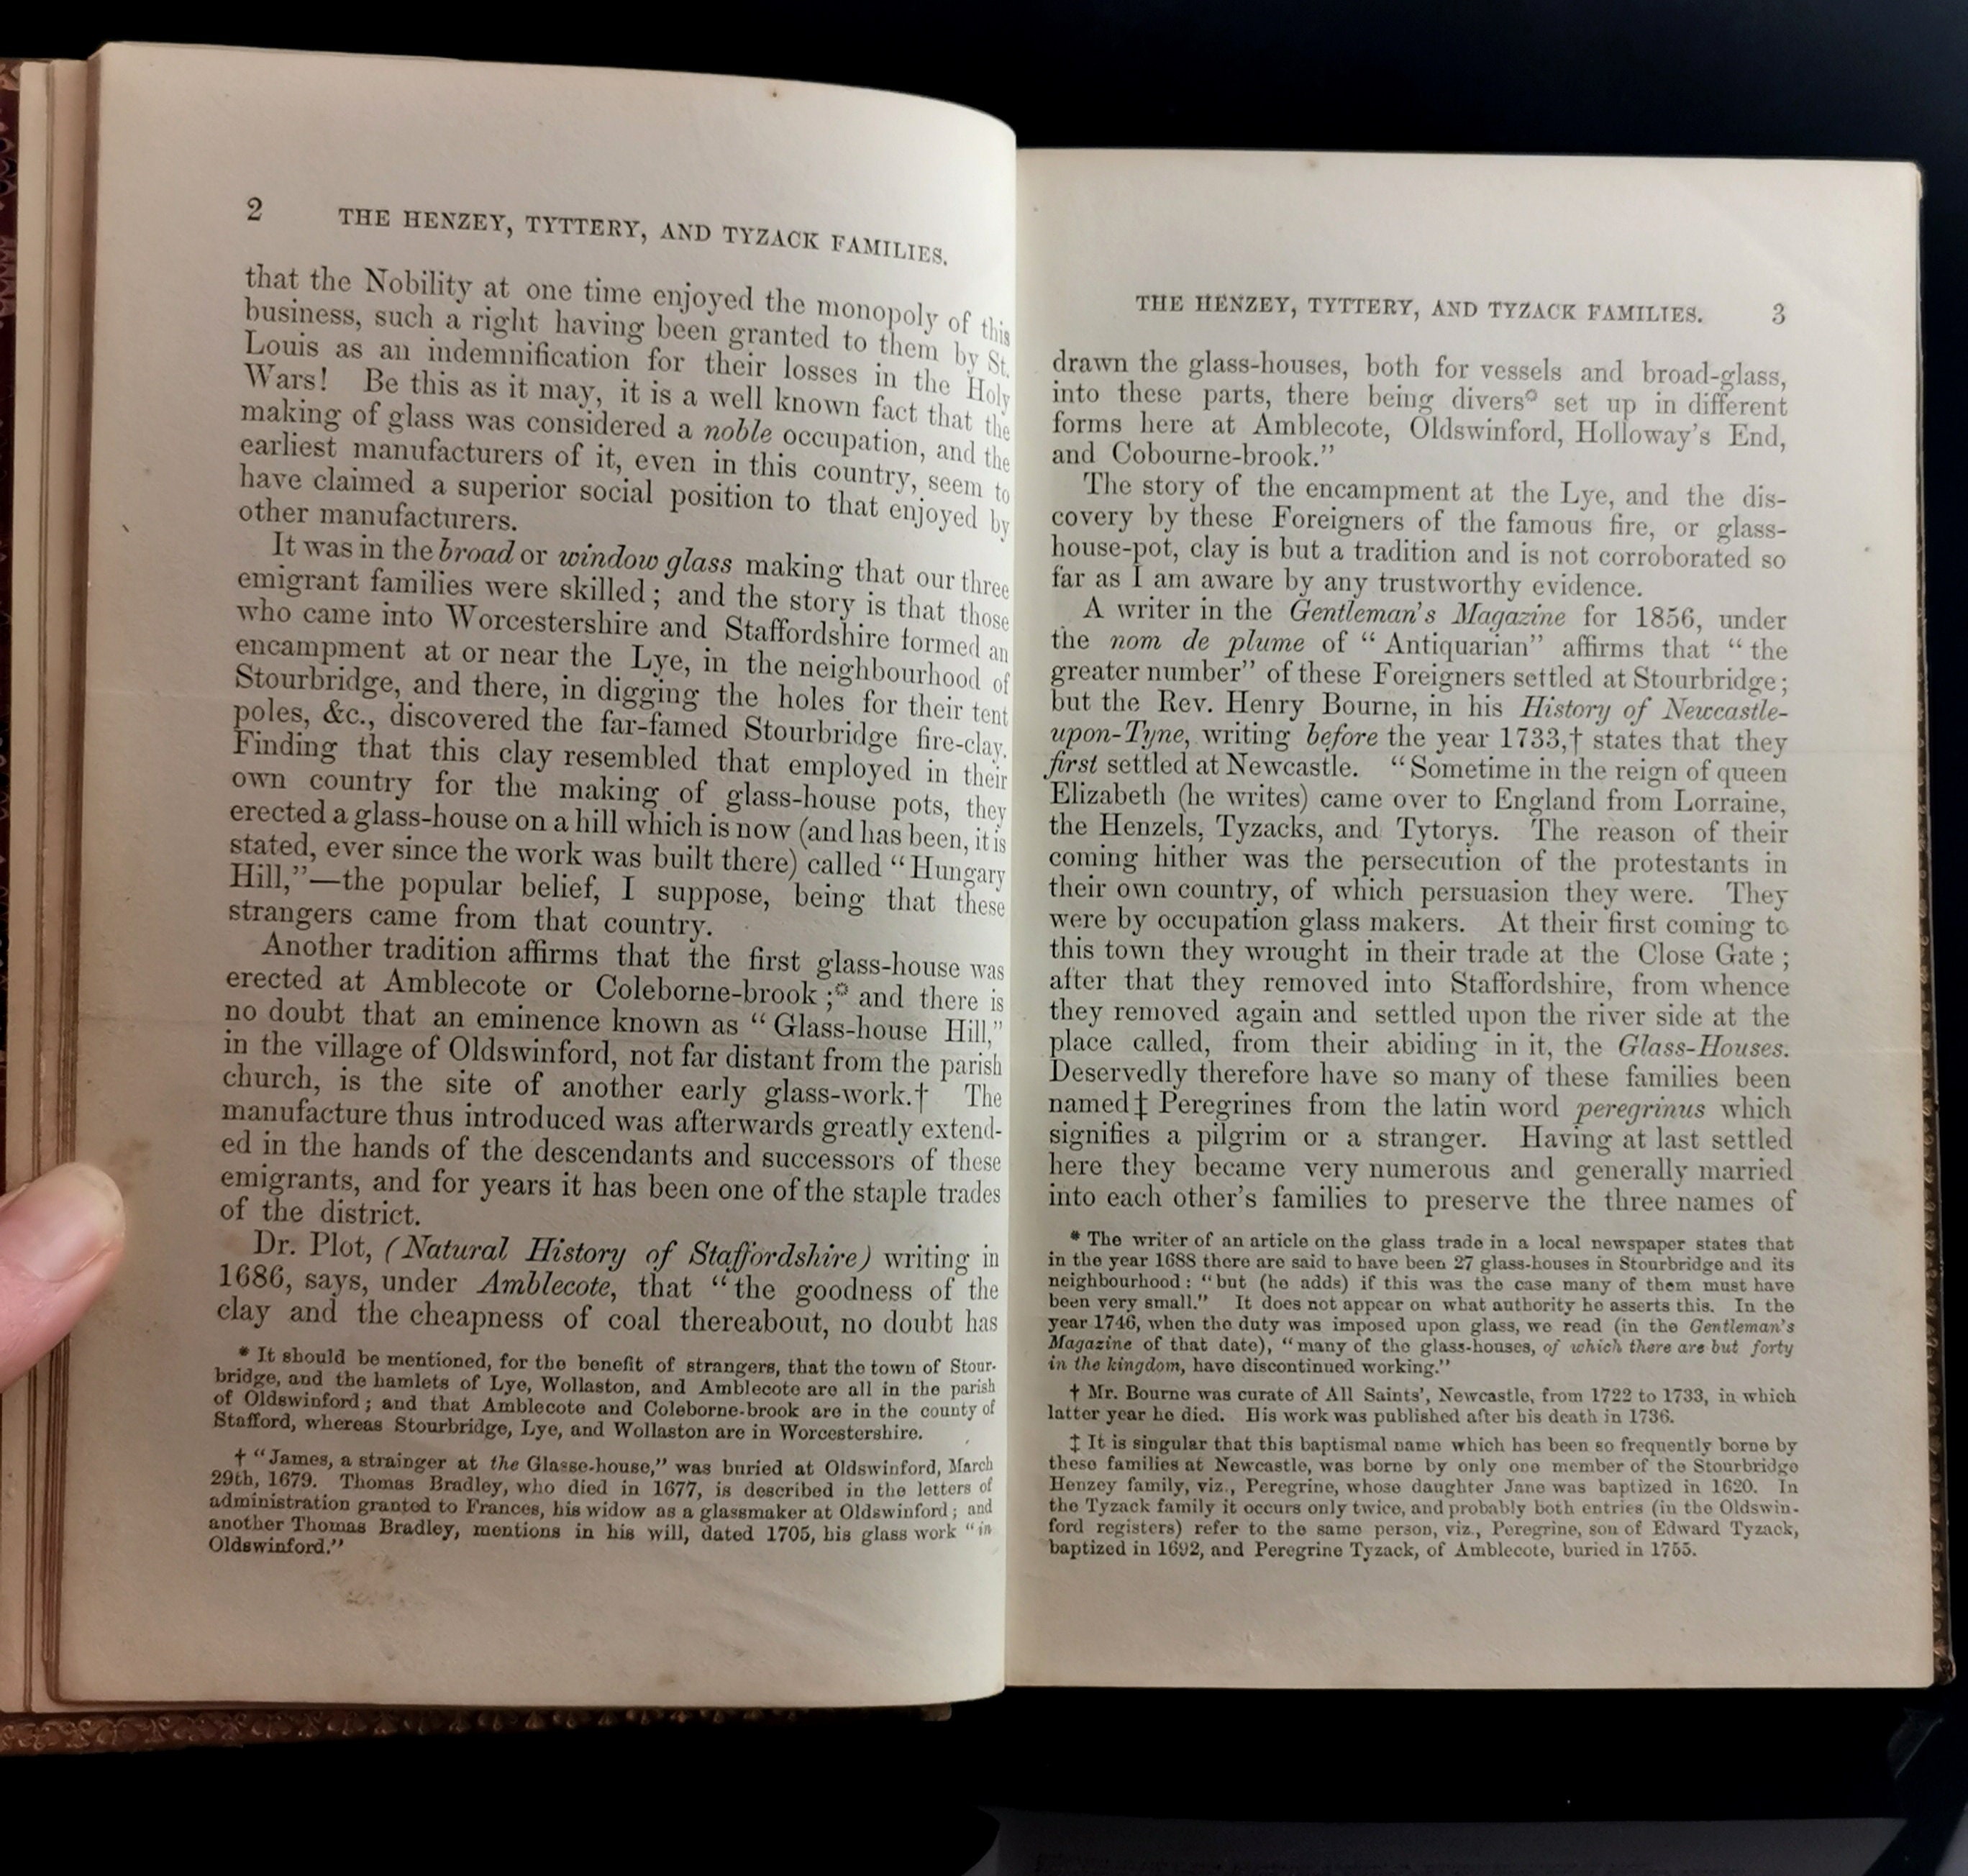 2 THE HENZEY, TYTTERY, AND TYZACK FAMILIES.
that the Nobility at one time enjoyed the monopoly of this
business, such a right having been granted to them by St.
Louis as an indemnification for their losses in the Holy
Wars! Be this as it may, it is a well known fact that the
making of glass was considered a noble occupation, and the
earliest manufacturers of it, even in this country, seem to
have claimed a superior social position to that enjoyed by
other manufacturers.
It was in the broad or window glass making that our three
emigrant families were skilled; and the story is that those
who came into Worcestershire and Staffordshire formed an
encampment at or near the Lye, in the neighbourhood of
Stourbridge, and there, in digging the holes for their tent
poles, &c., discovered the far-famed Stourbridge fire-clay.
Finding that this clay resembled that employed in their
own country for the making of glass-house pots, they
erected a glass-house on a hill which is now (and has been, it is
stated, ever since the work was built there) called "Hungary
Hill,"—the popular belief, I suppose, being that these
strangers came from that country.
Another tradition affirms that the first glass-house was
erected at Amblecote or Coleborne-brook;* and there is
no doubt that an eminence known as "Glass-house Hill,"
in the village of Oldswinford, not far distant from the parish
church, is the site of another early glass-work.† The
manufacture thus introduced was afterwards greatly extend-
ed in the hands of the descendants and successors of these
emigrants, and for years it has been one of the staple trades
of the district.
Dr. Plot, (Natural History of Staffordshire) writing in
1686, says, under Amblecote, that "the goodness of the
clay and the cheapness of coal thereabout, no doubt has
* It should be mentioned, for the benefit of strangers, that the town of Stour-
bridge, and the hamlets of Lye, Wollaston, and Amblecote are all in the parish
of Oldswinford; and that Amblecote and Coleborne-brook are in the county of
Stafford, whereas Stourbridge, Lye, and Wollaston are in Worcestershire.
† "James, a strainger at the Glasse-house," was buried at Oldswinford, March
29th, 1679. Thomas Bradley, who died in 1677, is described in the letters of
administration granted to Frances, his widow as a glassmaker at Oldswinford; and
another Thomas Bradley, mentions in his will, dated 1705, his glass work "in
Oldswinford."
THE HENZEY, TYTTERY, AND TYZACK FAMILIES. 3
drawn the glass-houses, both for vessels and broad-glass,
into these parts, there being divers* set up in different
forms here at Amblecote, Oldswinford, Holloway's End,
and Cobourne-brook."
The story of the encampment at the Lye, and the dis-
covery by these Foreigners of the famous fire, or glass-
house-pot, clay is but a tradition and is not corroborated so
far as I am aware by any trustworthy evidence.
A writer in the Gentleman's Magazine for 1856, under
the nom de plume of "Antiquarian" affirms that "the
greater number" of these Foreigners settled at Stourbridge;
but the Rev. Henry Bourne, in his History of Newcastle-
upon-Tyne, writing before the year 1733,† states that they
first settled at Newcastle. "Sometime in the reign of queen
Elizabeth (he writes) came over to England from Lorraine,
the Henzels, Tyzacks, and Tytorys. The reason of their
coming hither was the persecution of the protestants in
their own country, of which persuasion they were. They
were by occupation glass makers. At their first coming to
this town they wrought in their trade at the Close Gate;
after that they removed into Staffordshire, from whence
they removed again and settled upon the river side at the
place called, from their abiding in it, the Glass-Houses.
Deservedly therefore have so many of these families been
named‡ Peregrines from the latin word peregrinus which
signifies a pilgrim or a stranger. Having at last settled
here they became very numerous and generally married
into each other's families to preserve the three names of
* The writer of an article on the glass trade in a local newspaper states that
in the year 1688 there are said to have been 27 glass-houses in Stourbridge and its
neighbourhood: "but (he adds) if this was the case many of them must have
been very small." It does not appear on what authority he asserts this. In the
year 1746, when the duty was imposed upon glass, we read (in the Gentleman's
Magazine of that date), "many of the glass-houses, of which there are but forty
in the kingdom, have discontinued working."
† Mr. Bourne was curate of All Saints', Newcastle, from 1722 to 1733, in which
latter year he died. His work was published after his death in 1736.
‡ It is singular that this baptismal name which has been so frequently borne by
these families at Newcastle, was borne by only one member of the Stourbridge
Henzey family, viz., Peregrine, whose daughter Jane was baptized in 1620. In
the Tyzack family it occurs only twice, and probably both entries (in the Oldswin-
ford registers) refer to the same person, viz., Peregrine, son of Edward Tyzack,
baptized in 1692, and Peregrine Tyzack, of Amblecote, buried in 1755.